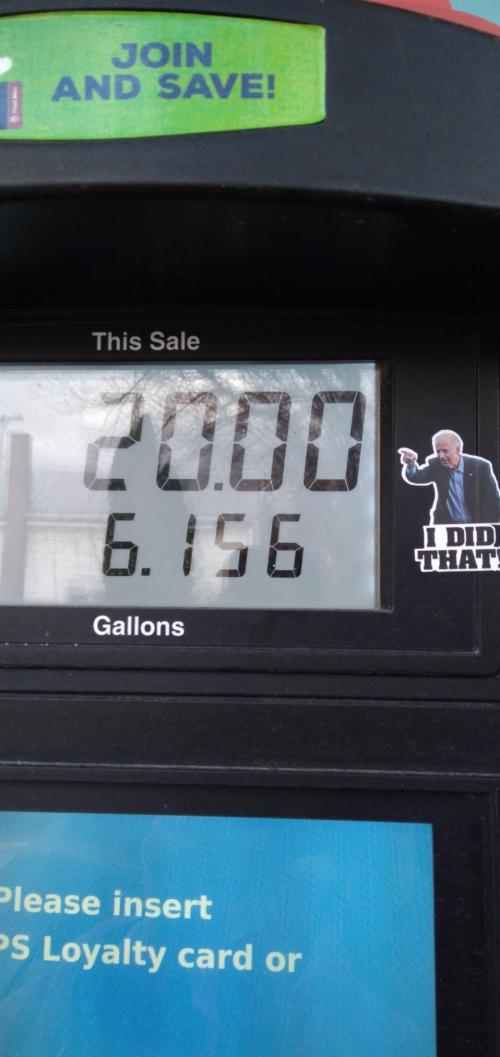 JOIN
AND SAVE!
This Sale
20.00
6.156
Gallons
I DID
THAT!
Please insert
PS Loyalty card or